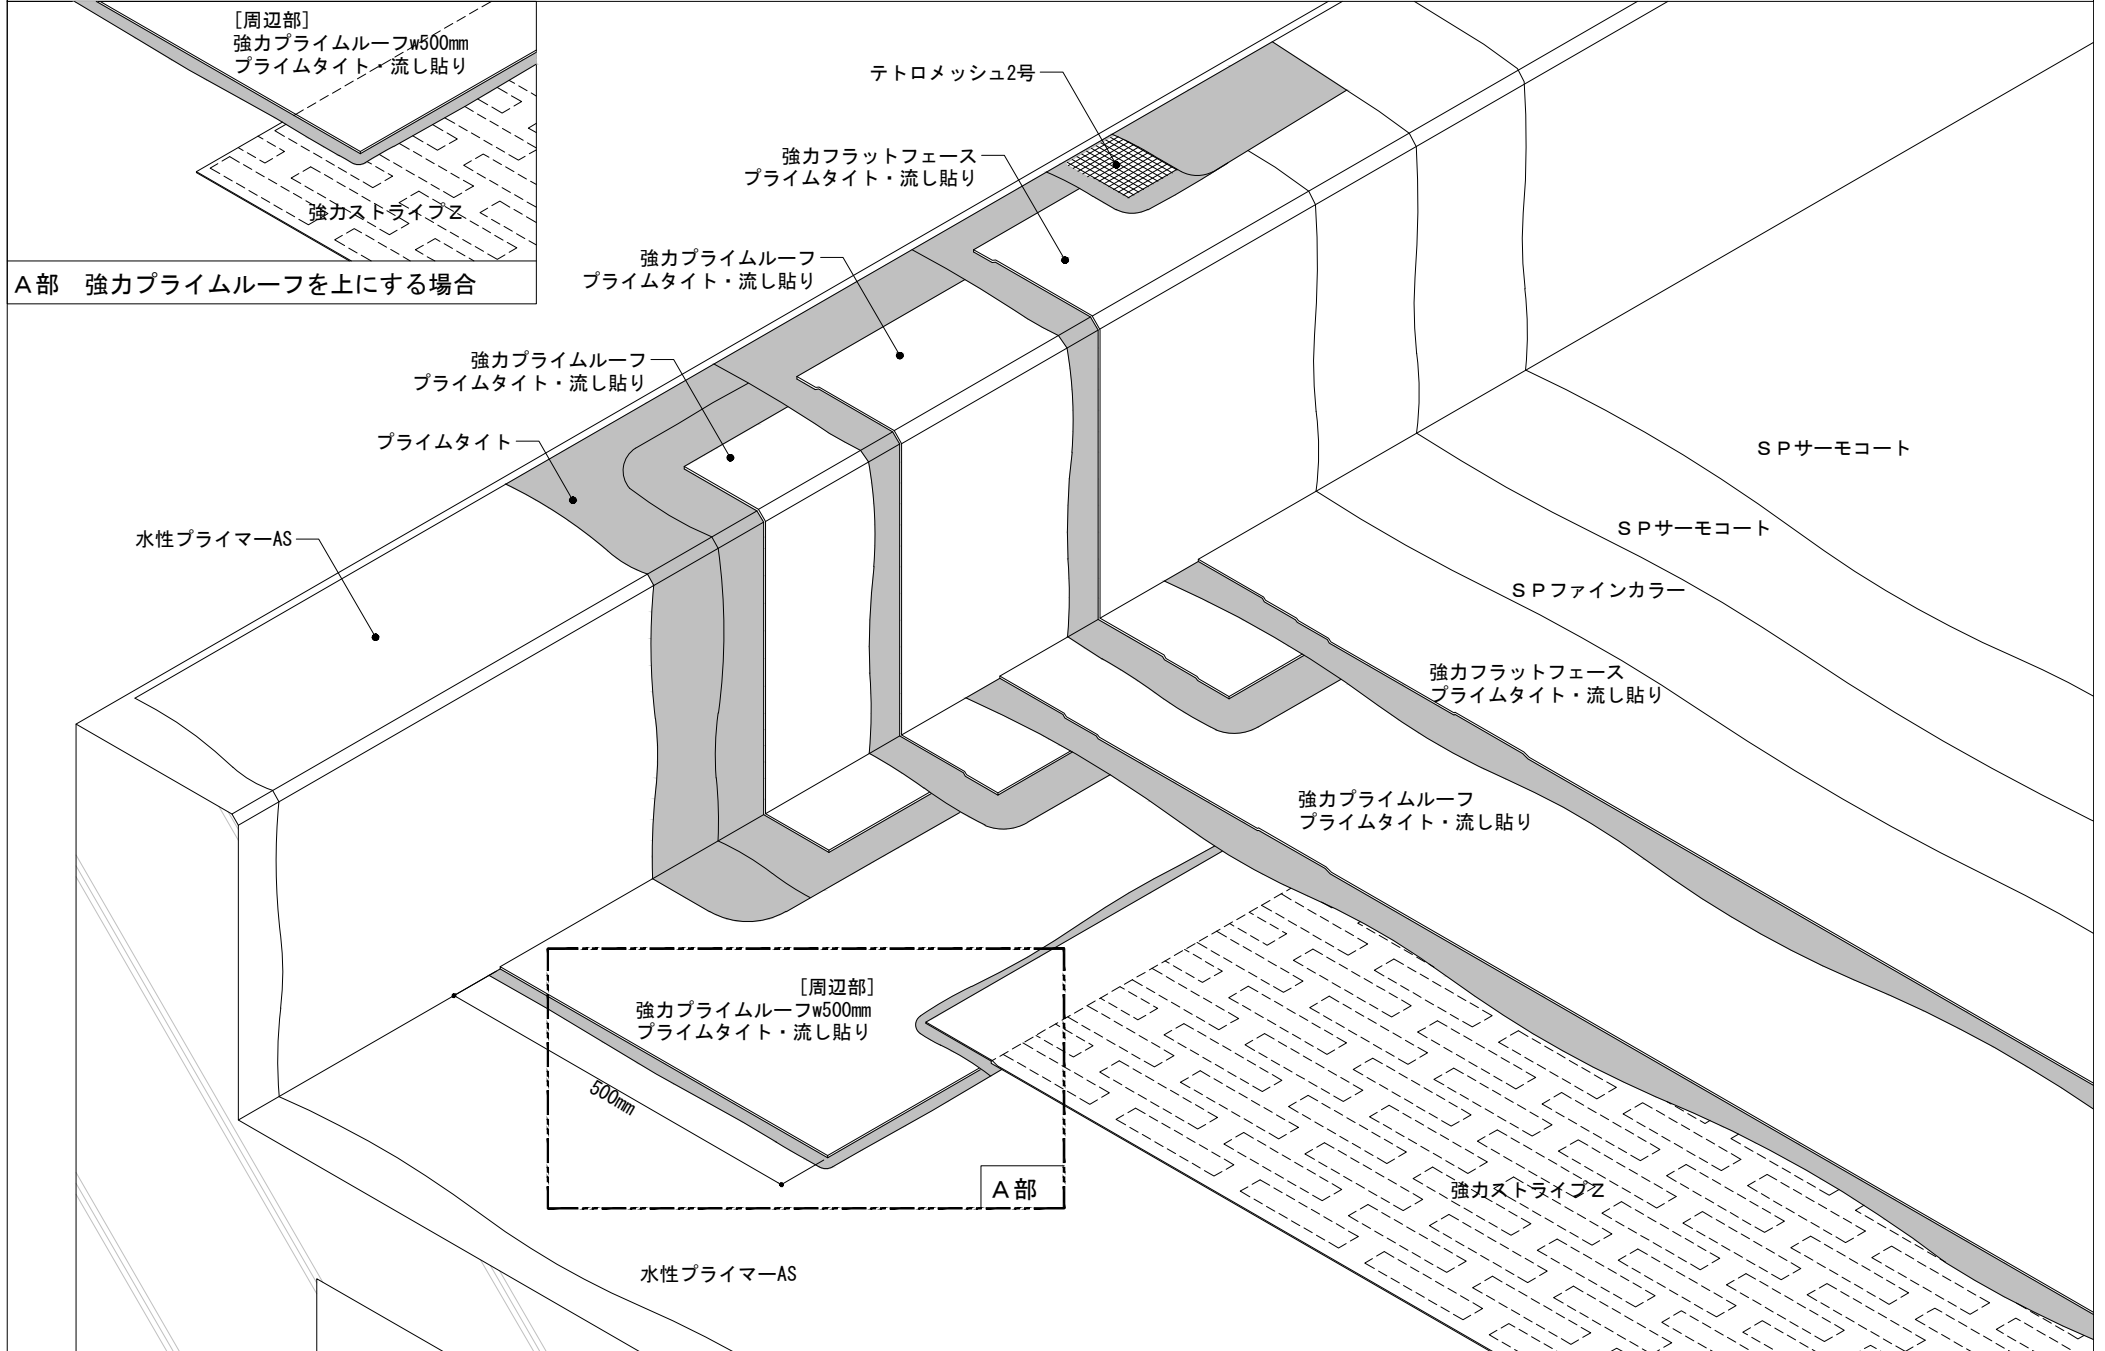 [周辺部]
強力プライムルーフw500mm
プライムタイト・流し貼り
強力ストライプZ
A部　強力プライムルーフを上にする場合
テトロメッシュ2号
強力フラットフェース
プライムタイト・流し貼り
強力プライムルーフ
プライムタイト・流し貼り
強力プライムルーフ
プライムタイト・流し貼り
プライムタイト
水性プライマーAS
SPサーモコート
SPサーモコート
SPファインカラー
強力フラットフェース
プライムタイト・流し貼り
強力プライムルーフ
プライムタイト・流し貼り
[周辺部]
強力プライムルーフw500mm
プライムタイト・流し貼り
500mm
A部
強力ストライプZ
水性プライマーAS